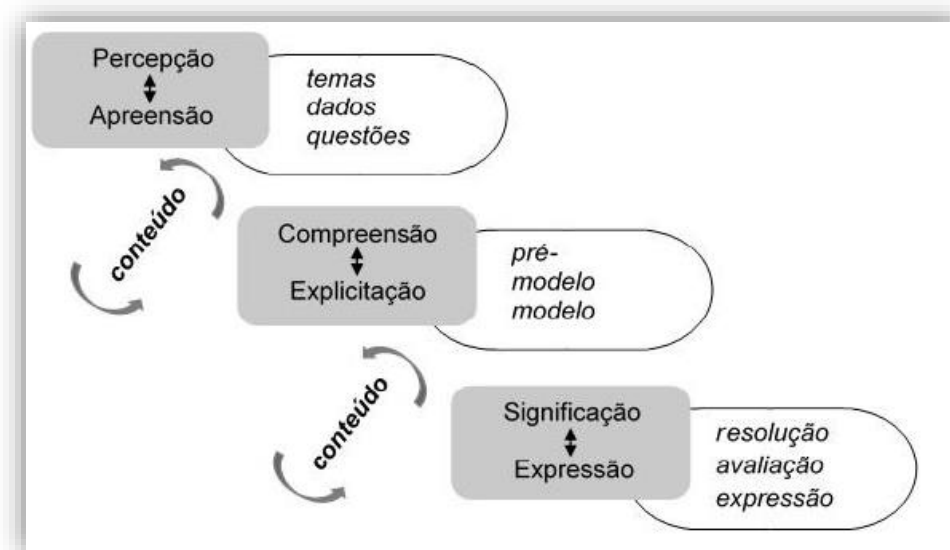 Percepção
Apreensão
temas
dados
questões
conteúdo
Compreensão
Explicitação
pré-
modelo
modelo
conteúdo
Significação
Expressão
resolução
avaliação
expressão